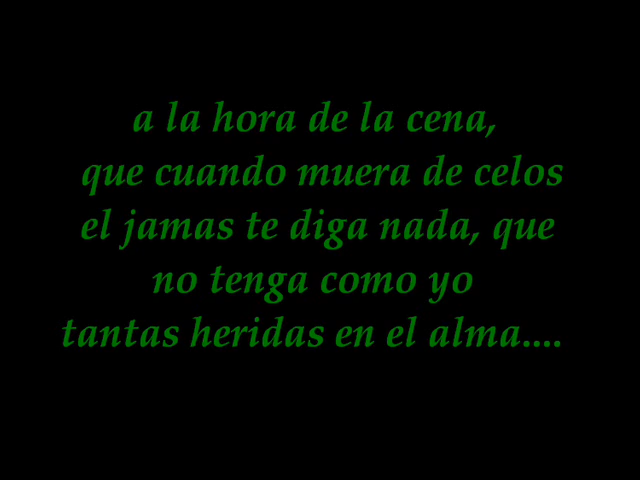 a la hora de la cena,
que cuando muera de celos
el jamas te diga nada, que
no tenga como yo
tantas heridas en el alma....